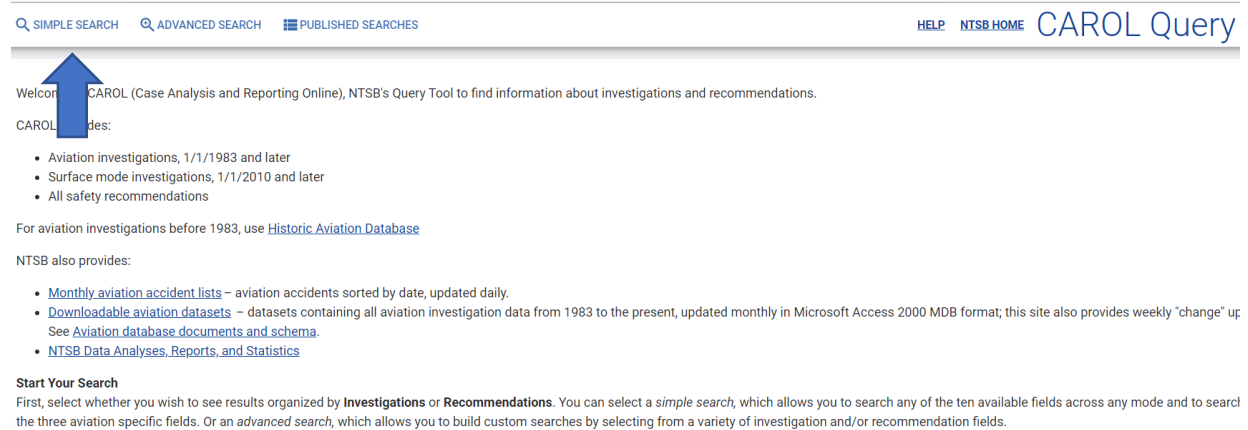 SIMPLE SEARCH ADVANCED SEARCH PUBLISHED SEARCHES HELP NTSB HOME CAROL Query
CAROL (Case Analysis and Reporting Online), NTSB's Query Tool to find information about investigations and recommendations.
CAROL
• Aviation investigations, 1/1/1983 and later
• Surface mode investigations, 1/1/2010 and later
• All safety recommendations
For aviation investigations before 1983, use Historic Aviation Database
NTSB also provides:
• Monthly aviation accident lists – aviation accidents sorted by date, updated daily.
• Downloadable aviation datasets – datasets containing all aviation investigation data from 1983 to the present, updated monthly in Microsoft Access 2000 MDB format; this site also provides weekly "change" up
See Aviation database documents and schema.
• NTSB Data Analyses, Reports, and Statistics
Start Your Search
First, select whether you wish to see results organized by Investigations or Recommendations. You can select a simple search, which allows you to search any of the ten available fields across any mode and to search
the three aviation specific fields. Or an advanced search, which allows you to build custom searches by selecting from a variety of investigation and/or recommendation fields.